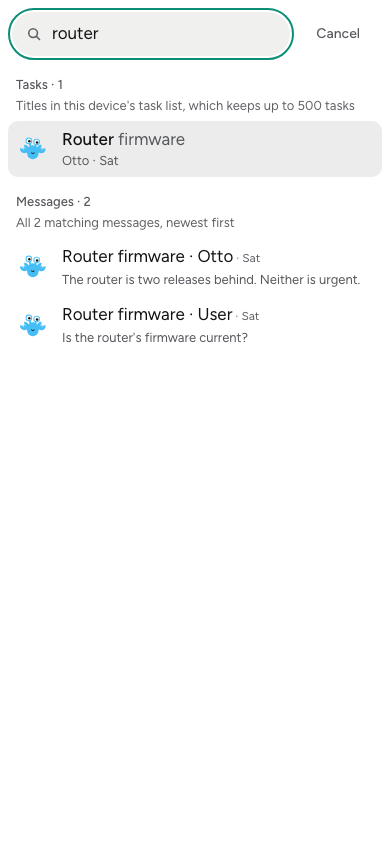 router
Cancel
Tasks · 1
Titles in this device's task list, which keeps up to 500 tasks
Router firmware
Otto · Sat
Messages · 2
All 2 matching messages, newest first
Router firmware · Otto · Sat
The router is two releases behind. Neither is urgent.
Router firmware · User · Sat
Is the router's firmware current?